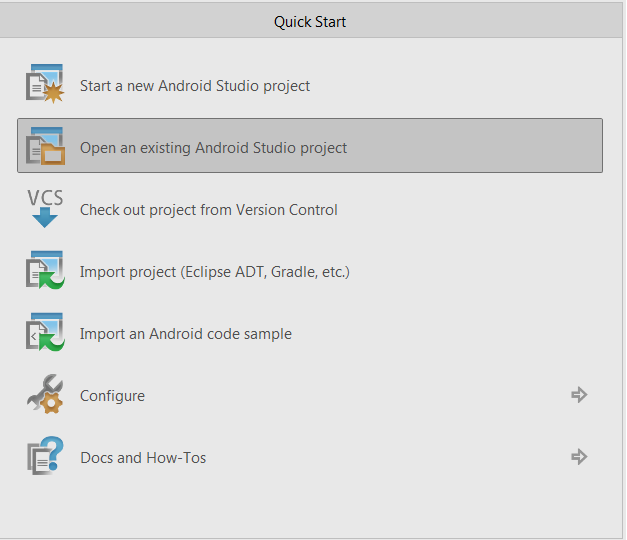 Quick Start
Start a new Android Studio project
Open an existing Android Studio project
VCS
Check out project from Version Control
Import project (Eclipse ADT, Gradle, etc.)
Import an Android code sample
Configure
Docs and How-Tos